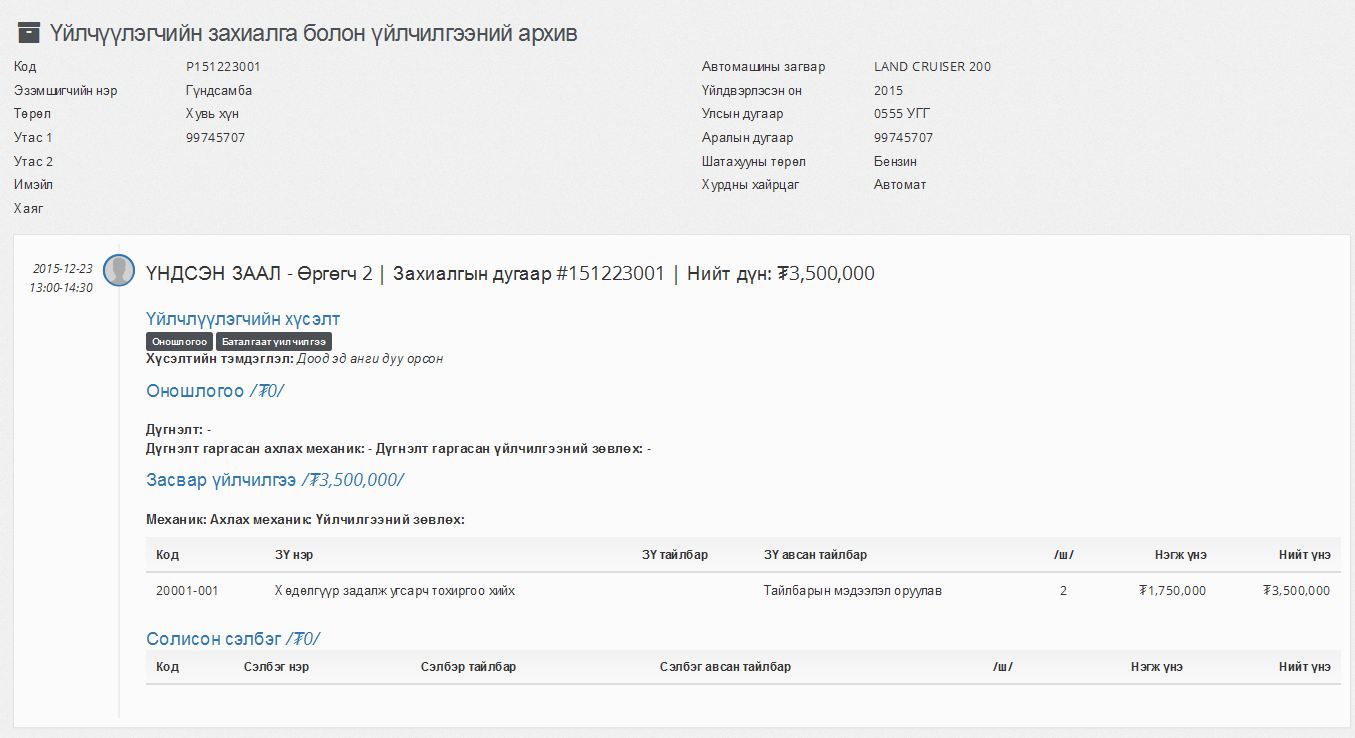 Үйлчүүлэгчийн захиалга болон үйлчилгээний архив
Код P151223001
Эзэмшигчийн нэр Гүндсамба
Төрөл Хувь хүн
Утас 1 99745707
Утас 2
Имэйл
Хаяг
Автомашины загвар LAND CRUISER 200
Үйлдвэрлэсэн он 2015
Улсын дугаар 0555 УГГ
Аралын дугаар 99745707
Шатахууны төрөл Бензин
Хурдны хайрцаг Автомат
2015-12-23
13:00-14:30
ҮНДСЭН ЗААЛ - Өргөгч 2 | Захиалгын дугаар #151223001 | Нийт дүн: ₮3,500,000
Үйлчлүүлэгчийн хүсэлт
Оношлогоо Баталгаат үйлчилгээ
Хүсэлтийн тэмдэглэл: Доод эд анги дуу орсон
Оношлогоо /₮0/
Дүгнэлт: -
Дүгнэлт гаргасан ахлах механик: - Дүгнэлт гаргасан үйлчилгээний зөвлөх: -
Засвар үйлчилгээ /₮3,500,000/
Механик: Ахлах механик: Үйлчилгээний зөвлөх:
Код ЗҮ нэр ЗҮ тайлбар ЗҮ авсан тайлбар /ш/ Нэгж үнэ Нийт үнэ
20001-001 Хөдөлгүүр задалж угсарч тохиргоо хийх Тайлбарын мэдээлэл оруулав 2 ₮1,750,000 ₮3,500,000
Солисон сэлбэг /₮0/
Код Сэлбэг нэр Сэлбэр тайлбар Сэлбэг авсан тайлбар /ш/ Нэгж үнэ Нийт үнэ